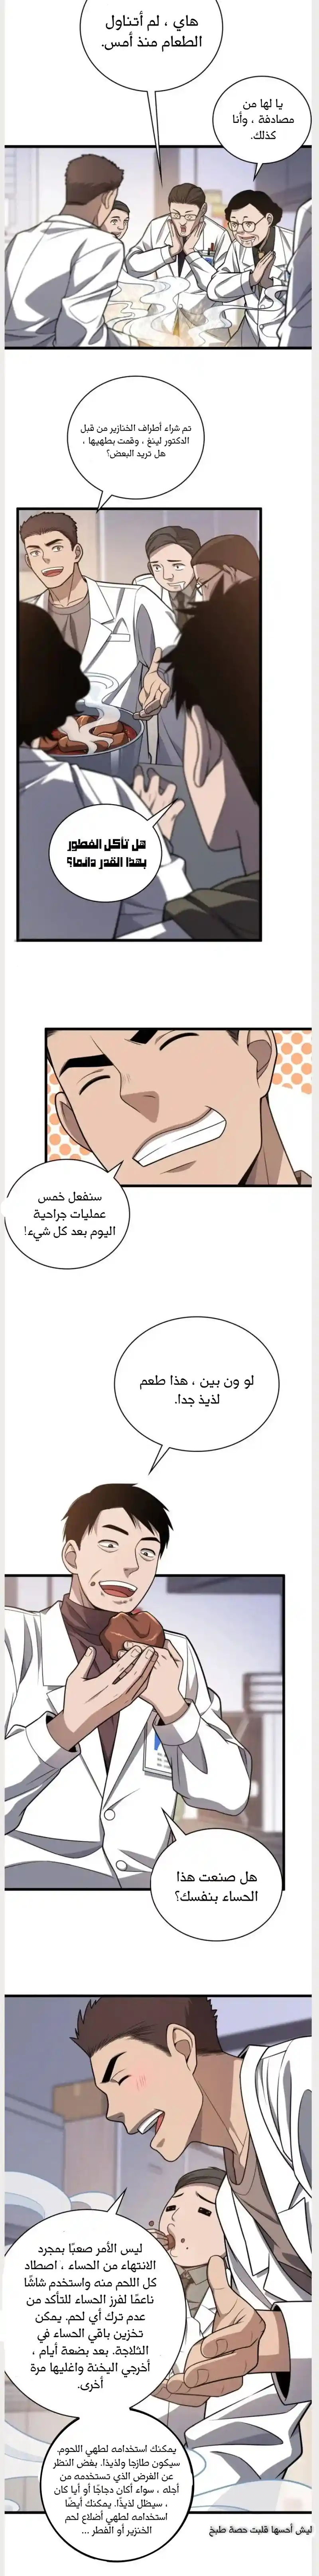 هاي ، لم أتناول
الطعام منذ أمس.
يا لها من
مصادفة ، وأنا
كذلك.
تم شراء أطراف الخنازير من قبل
الدكتور لينغ ، وقمت بطهيها ،
هل تريد البعض؟
هل تأكل الفطور
بهذا القدر دائما؟
سنفعل خمس
عمليات جراحية
اليوم بعد كل شيء!
لو ون بين ، هذا طعم
لذيذ جدا.
هل صنعت هذا
الحساء بنفسك؟
ليس الأمر صعبًا بمجرد
الانتهاء من الحساء ، اصطاد
كل اللحم منه واستخدم شاشًا
ناعمًا لفرز الحساء للتأكد من
عدم ترك أي لحم. يمكن
تخزين باقي الحساء في
الثلاجة. بعد بضعة أيام ،
أخرجي اليخنة واغليها مرة
أخرى.
يمكنك استخدامه لطهي اللحوم.
سيكون طازجا ولذيذا. بغض النظر
عن الغرض الذي تستخدمه من
أجله ، سواء أكان دجاجًا أو أيا كان
، سيظل لذيذًا. يمكنك أيضًا
استخدامه لطهي أضلاع لحم
الخنزير أو الفطر ...
ليش أحسها قلبت حصة طبخ